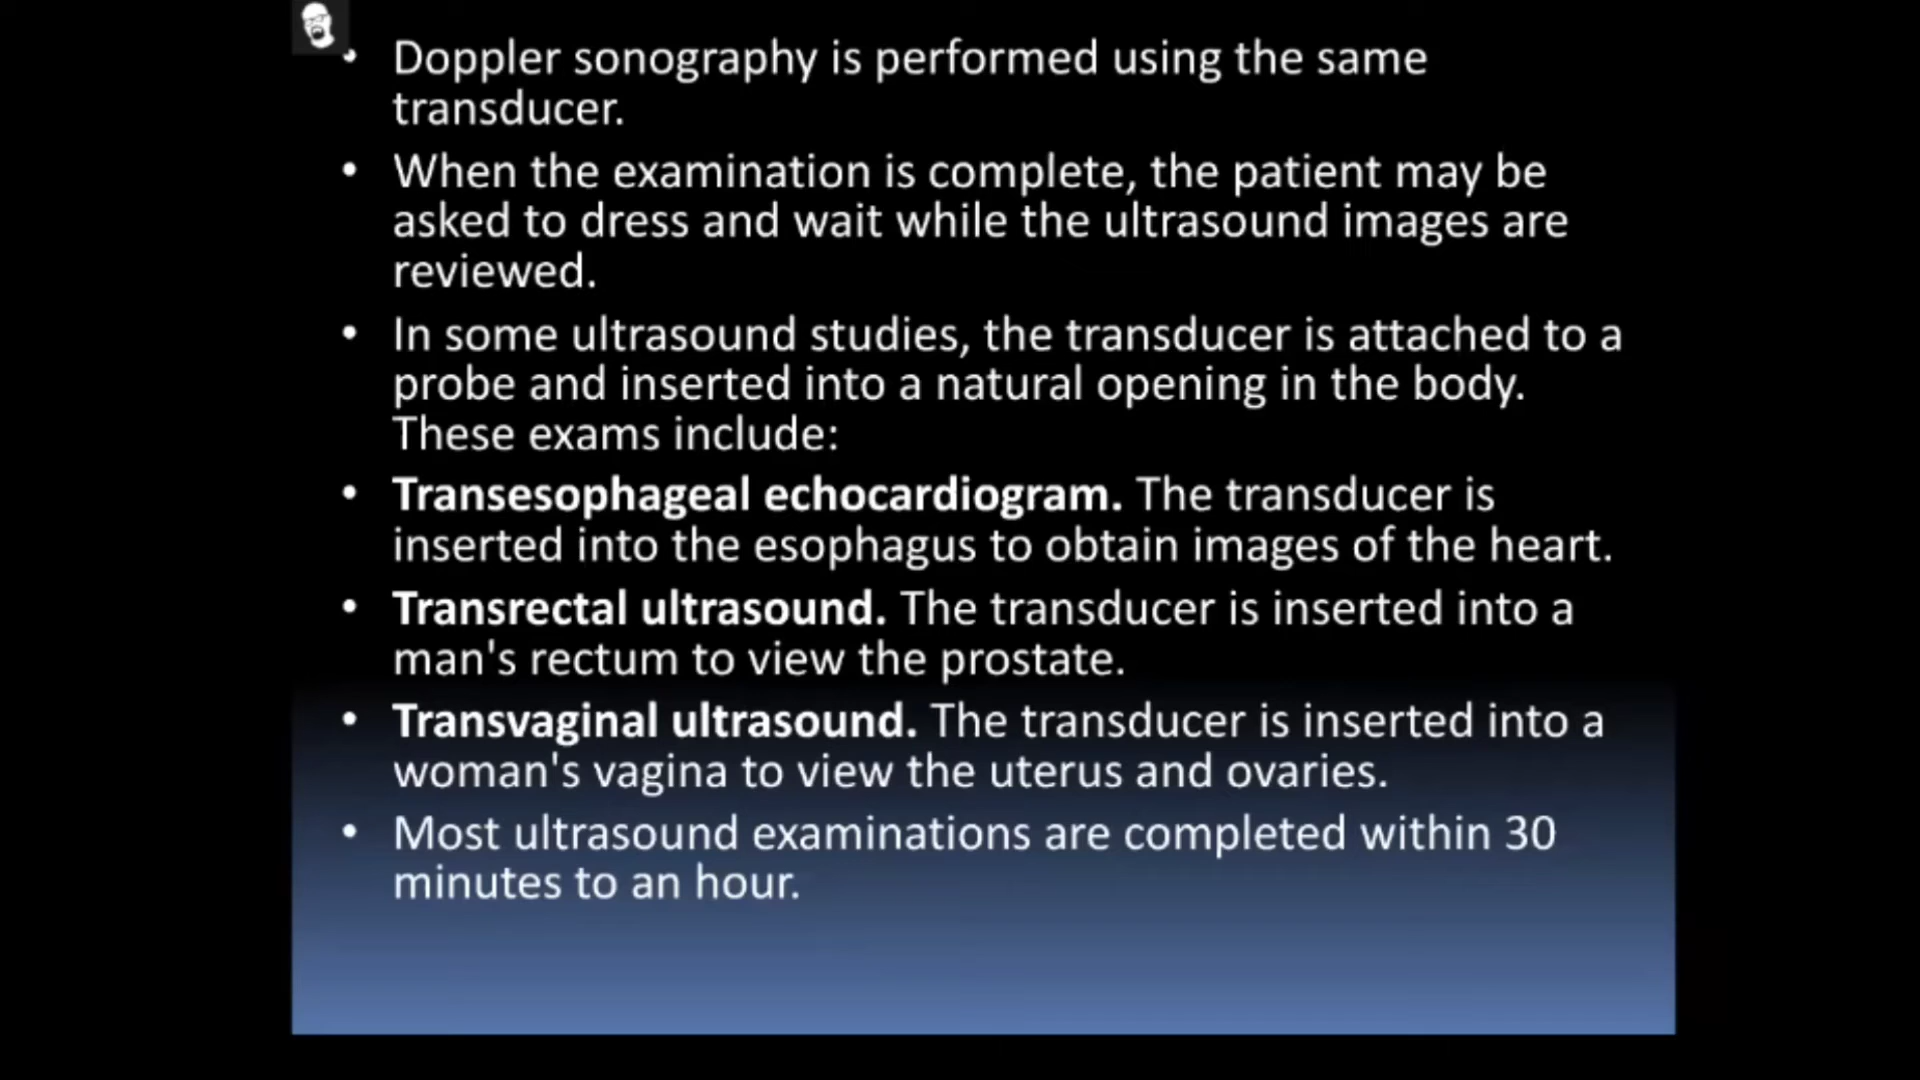 • Doppler sonography is performed using the same
transducer.
• When the examination is complete, the patient may be
asked to dress and wait while the ultrasound images are
reviewed.
• In some ultrasound studies, the transducer is attached to a
probe and inserted into a natural opening in the body.
These exams include:
• Transesophageal echocardiogram. The transducer is
inserted into the esophagus to obtain images of the heart.
• Transrectal ultrasound. The transducer is inserted into a
man's rectum to view the prostate.
• Transvaginal ultrasound. The transducer is inserted into a
woman's vagina to view the uterus and ovaries.
• Most ultrasound examinations are completed within 30
minutes to an hour.